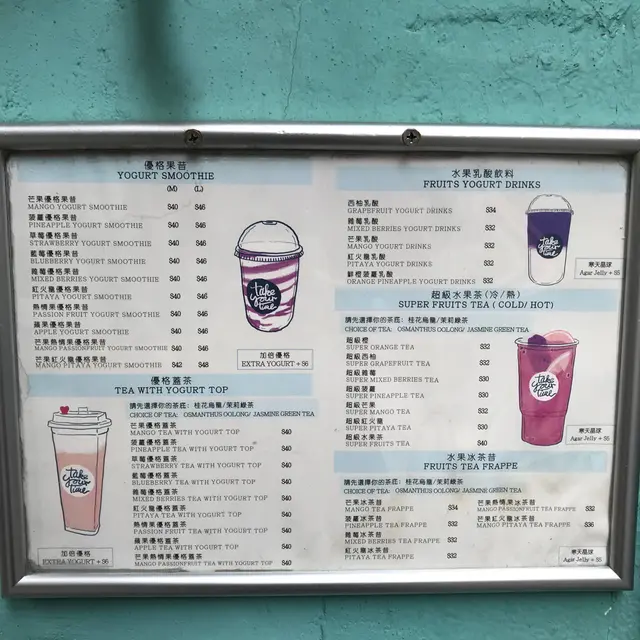 優格果昔
YOGURT SMOOTHIE
(M) (L)
芒果優格果昔
MANGO YOGURT SMOOTHIE $40 $46
菠蘿優格果昔
PINEAPPLE YOGURT SMOOTHIE $40 $46
草莓優格果昔
STRAWBERRY YOGURT SMOOTHIE $40 $46
藍莓優格果昔
BLUEBERRY YOGURT SMOOTHIE $40 $46
雜莓優格果昔
MIXED BERRIES YOGURT SMOOTHIE $40 $46
紅火龍優格果昔
PITAYA YOGURT SMOOTHIE $40 $46
熱情果優格果昔
PASSION FRUIT YOGURT SMOOTHIE $40 $46
蘋果優格果昔
APPLE YOGURT SMOOTHIE $40 $46
芒果熱情果優格果昔
MANGO PASSIONFRUIT YOGURT SMOOTHIE $40 $46
芒果紅火龍優格果昔
MANGO PITAYA YOGURT SMOOTHIE $42 $48
take your time
加倍優格
EXTRA YOGURT +$6
優格蓋茶
TEA WITH YOGURT TOP
請先選擇你的茶底: 桂花烏龍/茉莉綠茶
CHOICE OF TEA: OSMANTHUS OOLONG/ JASMINE GREEN TEA
芒果優格蓋茶
MANGO TEA WITH YOGURT TOP $40
菠蘿優格蓋茶
PINEAPPLE TEA WITH YOGURT TOP $40
草莓優格蓋茶
STRAWBERRY TEA WITH YOGURT TOP $40
藍莓優格蓋茶
BLUEBERRY TEA WITH YOGURT TOP $40
雜莓優格蓋茶
MIXED BERRIES TEA WITH YOGURT TOP $40
紅火龍優格蓋茶
PITAYA TEA WITH YOGURT TOP $40
熱情果優格蓋茶
PASSION FRUIT TEA WITH YOGURT TOP $40
蘋果優格蓋茶
APPLE TEA WITH YOGURT TOP $40
芒果熱情果優格蓋茶
MANGO PASSION FRUIT TEA WITH YOGURT TOP $40
take your time
加倍優格
EXTRA YOGURT +$6
水果乳酸飲料
FRUITS YOGURT DRINKS
西柚乳酸
GRAPEFRUIT YOGURT DRINKS $34
雜莓乳酸
MIXED BERRIES YOGURT DRINKS $32
芒果乳酸
MANGO YOGURT DRINKS $32
紅火龍乳酸
PITAYA YOGURT DRINKS $32
鮮橙菠蘿乳酸
ORANGE PINEAPPLE YOGURT DRINKS $32
take your time
寒天晶球
Agar Jelly + $5
超級水果茶(冷/熱)
SUPER FRUITS TEA ( COLD/ HOT)
請先選擇你的茶底: 桂花烏龍/茉莉綠茶
CHOICE OF TEA: OSMANTHUS OOLONG/ JASMINE GREEN TEA
超級橙
SUPER ORANGE TEA $32
超級西柚
SUPER GRAPEFRUIT TEA $32
超級雜莓
SUPER MIXED BERRIES TEA $30
超級菠蘿
SUPER PINEAPPLE TEA $30
超級芒果
SUPER MANGO TEA $32
超級紅火龍
SUPER PITAYA TEA $30
超級水果茶
SUPER FRUITS TEA $40
take your time
寒天晶球
Agar Jelly + $5
水果冰茶昔
FRUITS TEA FRAPPE
請先選擇你的茶底: 桂花烏龍/茉莉綠茶
CHOICE OF TEA: OSMANTHUS OOLONG/ JASMINE GREEN TEA
芒果冰茶昔
MANGO TEA FRAPPE $34
菠蘿冰茶昔
PINEAPPLE TEA FRAPPE $32
雜莓冰茶昔
MIXED BERRIES TEA FRAPPE $32
紅火龍冰茶昔
PITAYA TEA FRAPPE $32
芒果熱情果冰茶昔
MANGO PASSIONFRUIT TEA FRAPPE $32
芒果紅火龍冰茶昔
MANGO PITAYA TEA FRAPPE $36
寒天晶球
Agar Jelly + $5